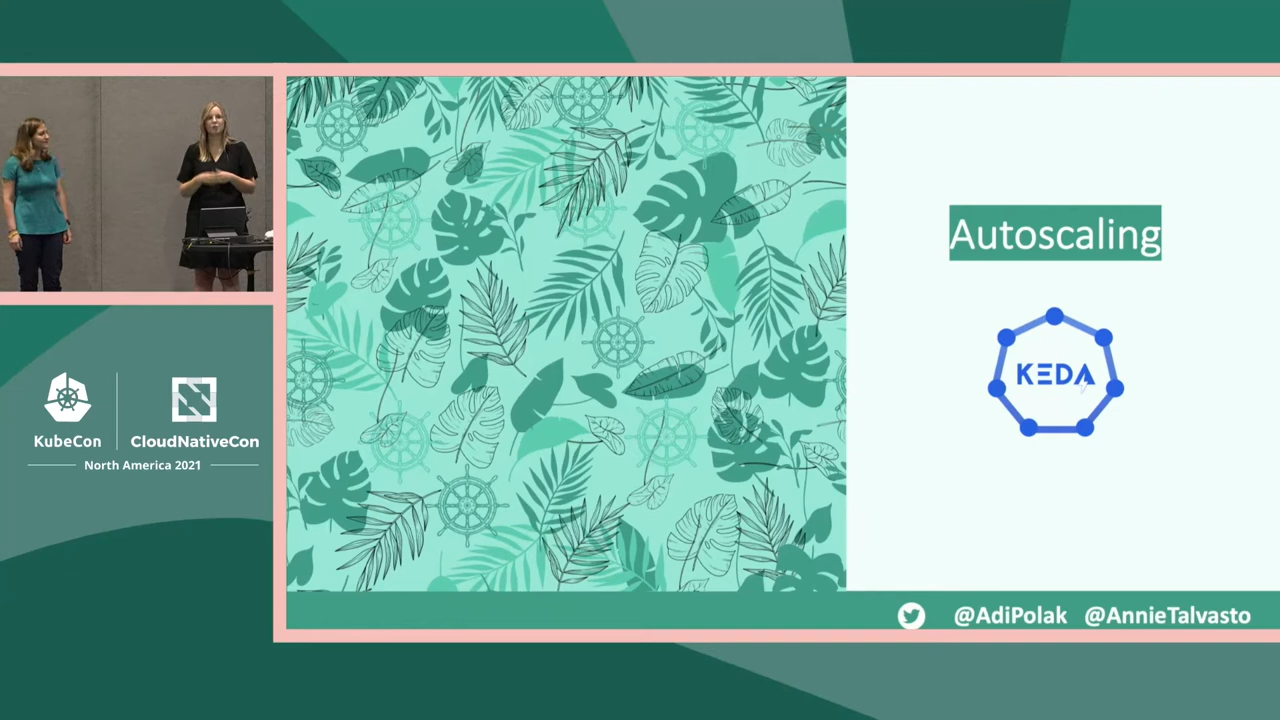 Autoscaling
KEDA
KubeCon
CloudNativeCon
North America 2021
@AdiPolak @AnnieTalvasto